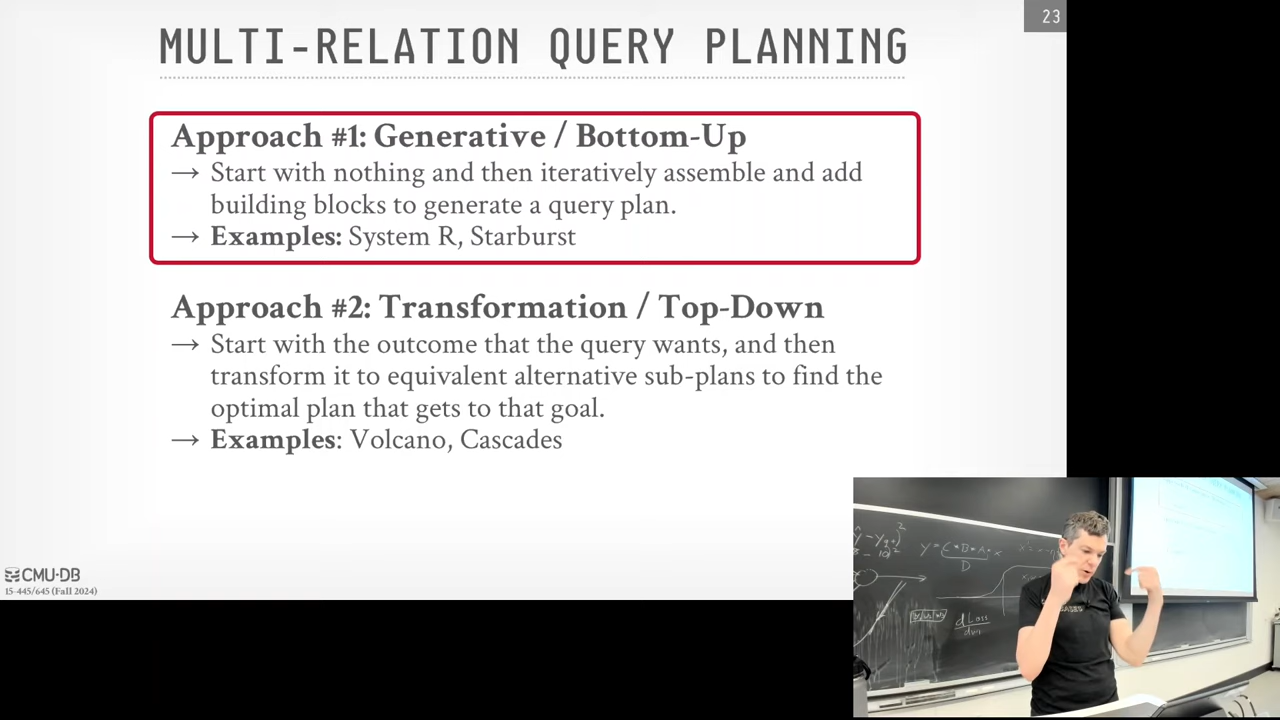 23
MULTI-RELATION QUERY PLANNING
Approach #1: Generative / Bottom-Up
→ Start with nothing and then iteratively assemble and add
building blocks to generate a query plan.
→ Examples: System R, Starburst
Approach #2: Transformation / Top-Down
→ Start with the outcome that the query wants, and then
transform it to equivalent alternative sub-plans to find the
optimal plan that gets to that goal.
→ Examples: Volcano, Cascades
CMU·DB
15-445/645 (Fall 2024)